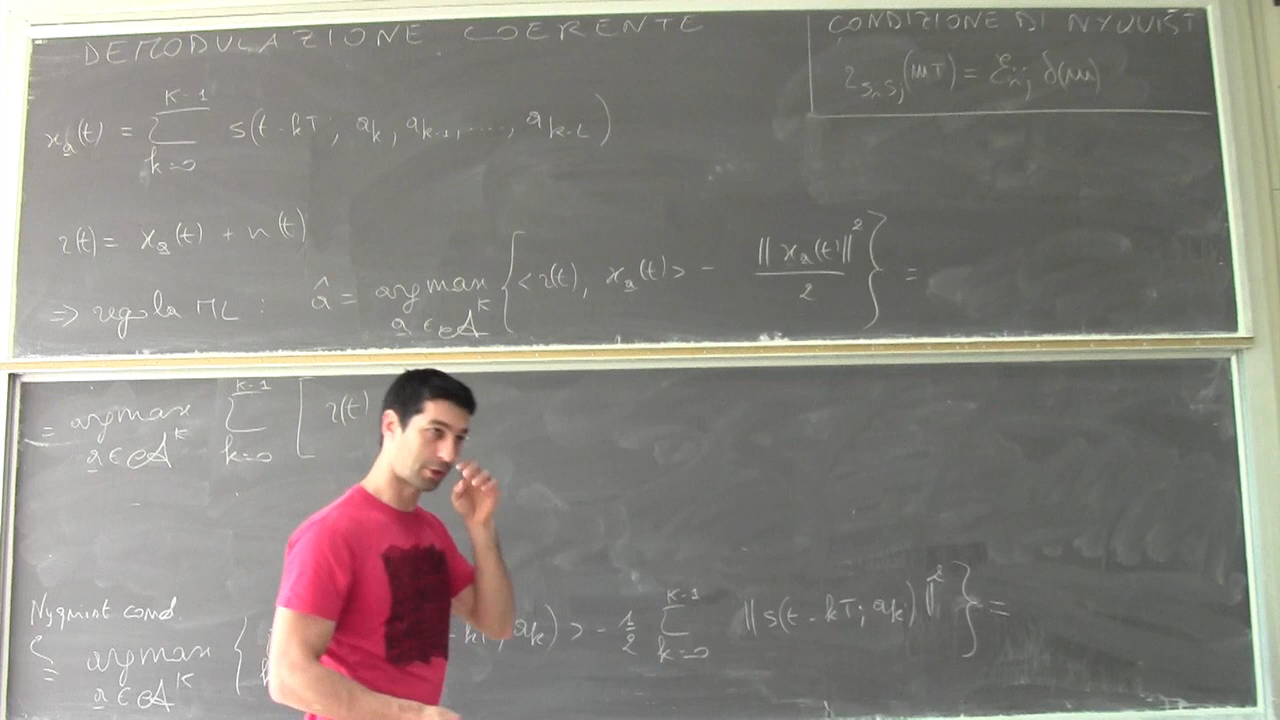 DEMODULAZIONE COERENTE
CONDIZIONE DI NYQUIST
r_{s_i s_j}(mT) = ℰ_{i,j} δ(m)
x_a(t) = Σ_{k=0}^{K-1} s(t - kT; a_k, a_{k-1}, ...., a_{k-L})
r(t) = x_a(t) + n(t)
⇒ regola ML : â = argmax_{a ∈ 𝒜^K} { < r(t), x_a(t) > - ||x_a(t)||² / 2 } =
= argmax_{a ∈ 𝒜^K} Σ_{k=0}^{K-1} [ r(t)
Nyquist cond.
= argmax_{a ∈ 𝒜^K} { - kT; a_k) > - 1/2 Σ_{k=0}^{K-1} || s(t - kT; a_k) ||² } =